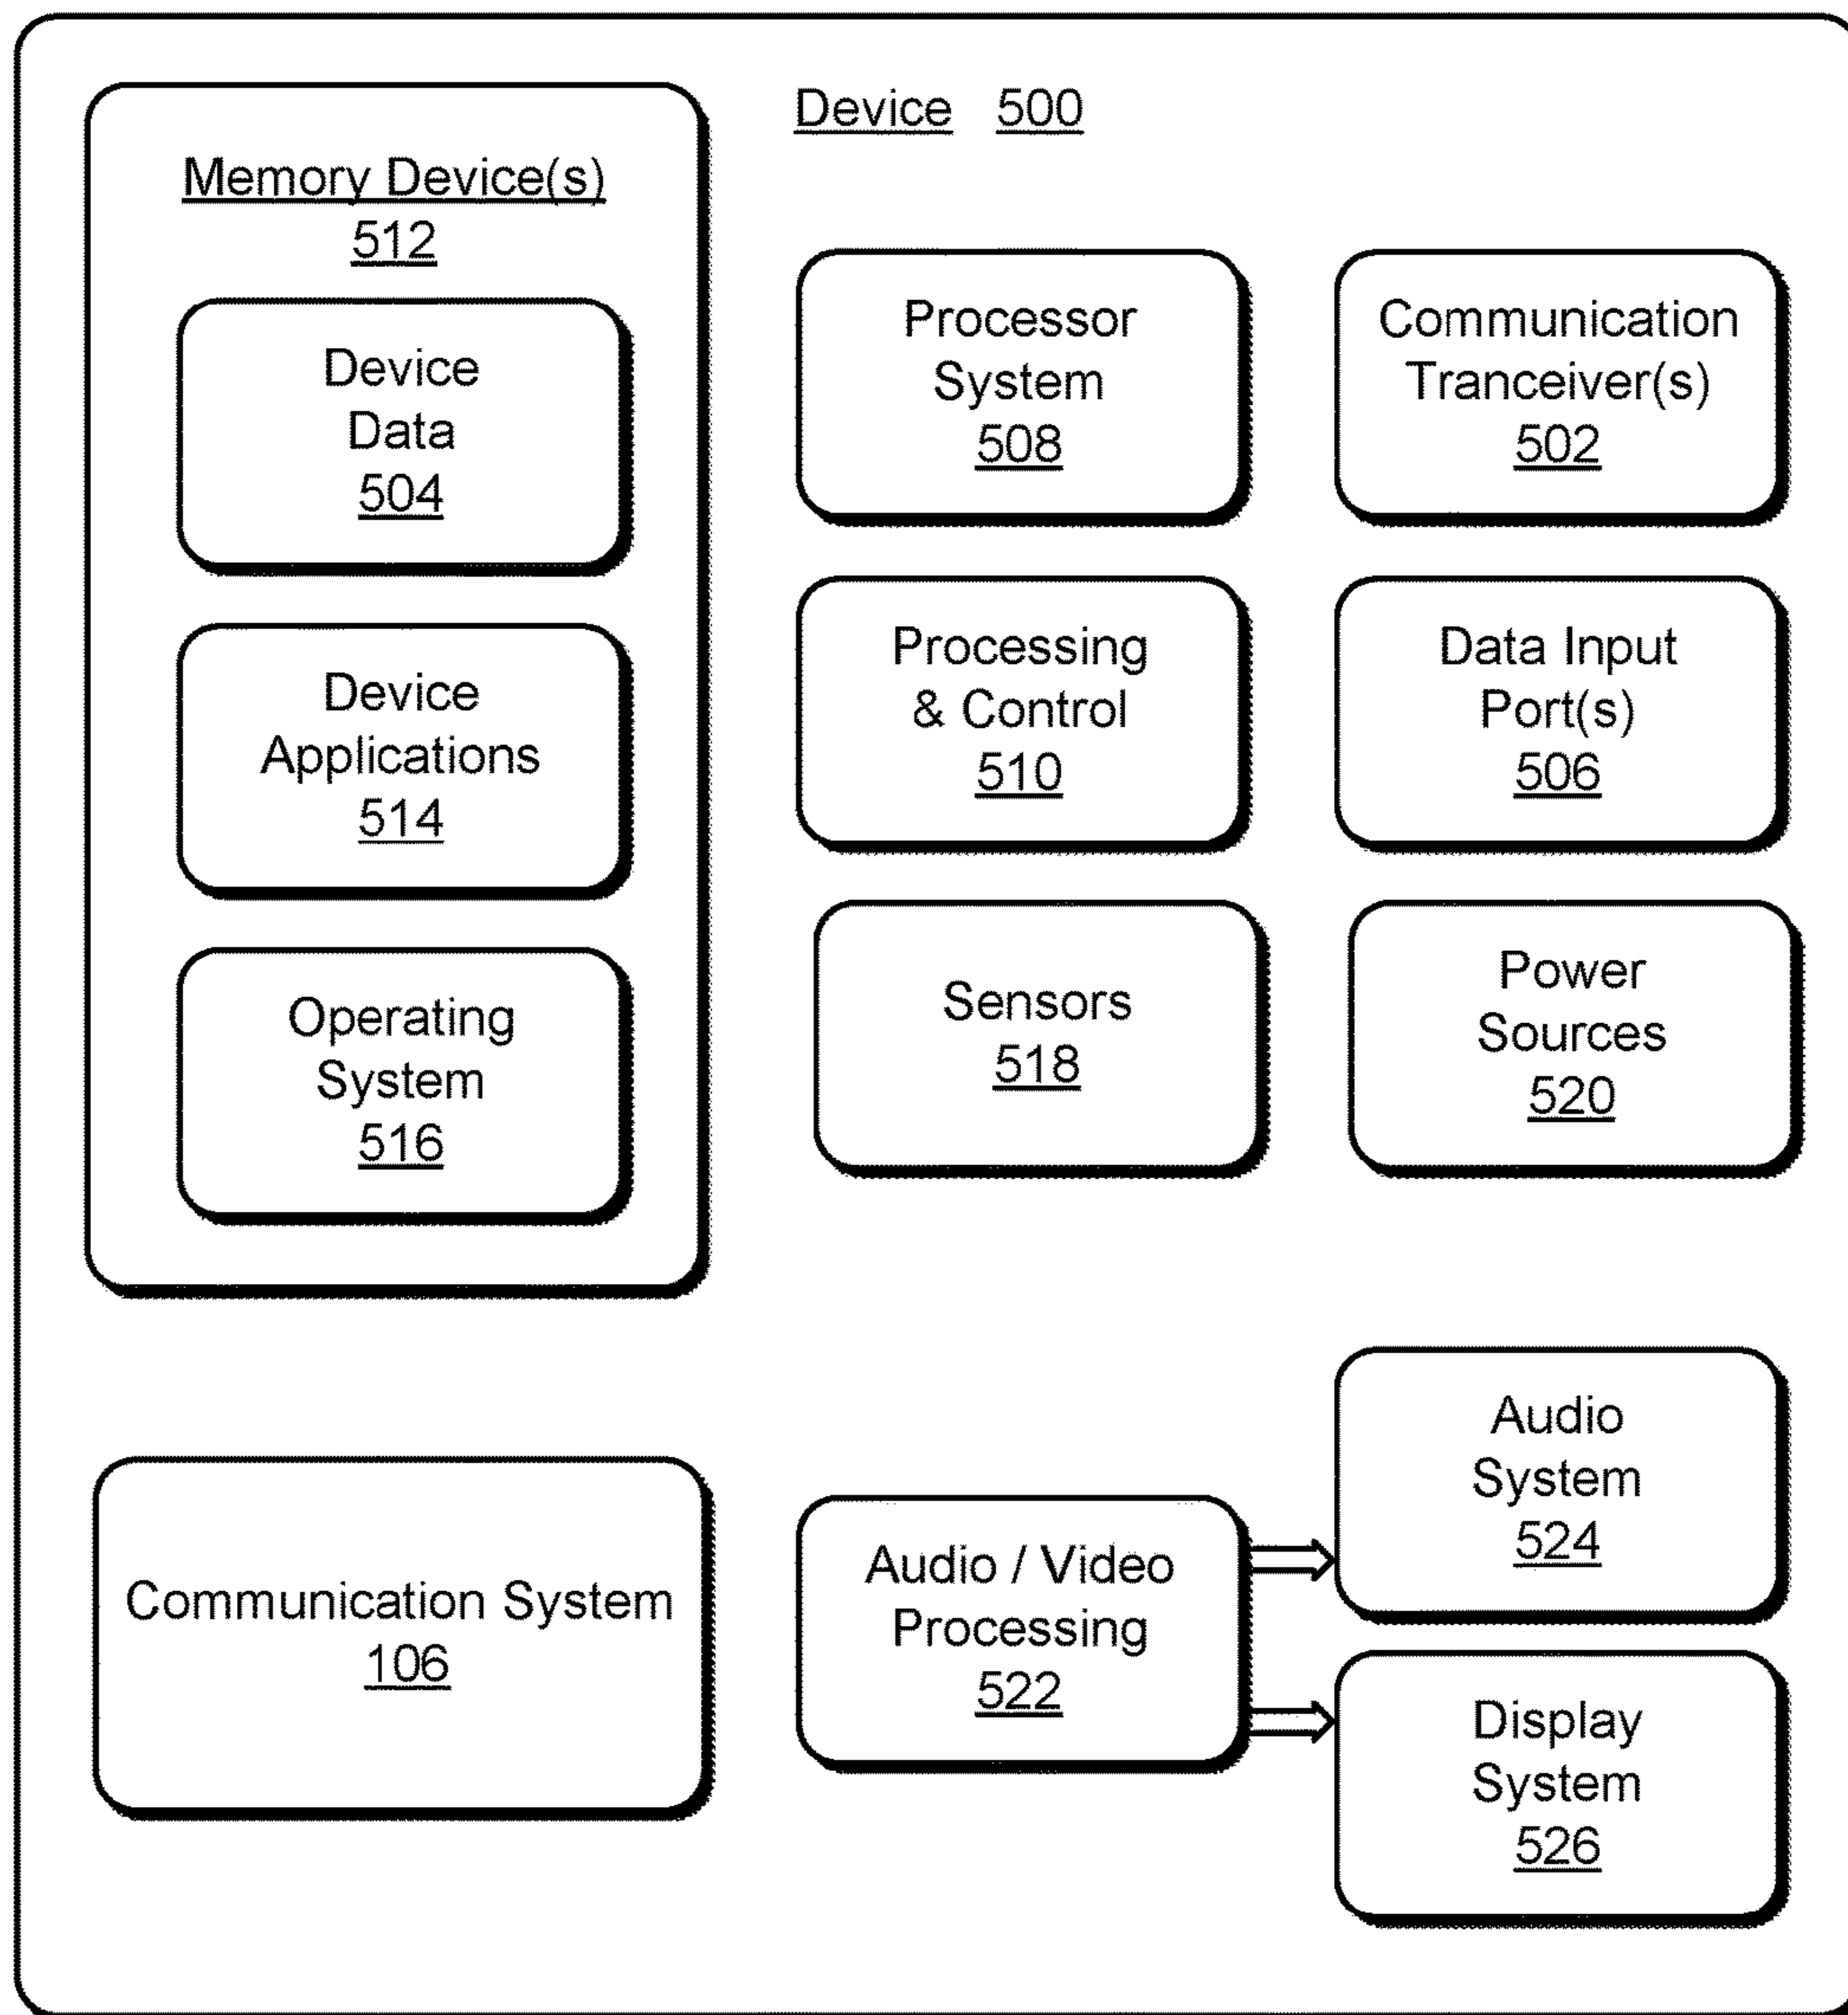 Device 500
Memory Device(s)
512
Device
Data
504
Device
Applications
514
Operating
System
516
Processor
System
508
Communication
Tranceiver(s)
502
Processing
& Control
510
Data Input
Port(s)
506
Sensors
518
Power
Sources
520
Communication System
106
Audio / Video
Processing
522
Audio
System
524
Display
System
526